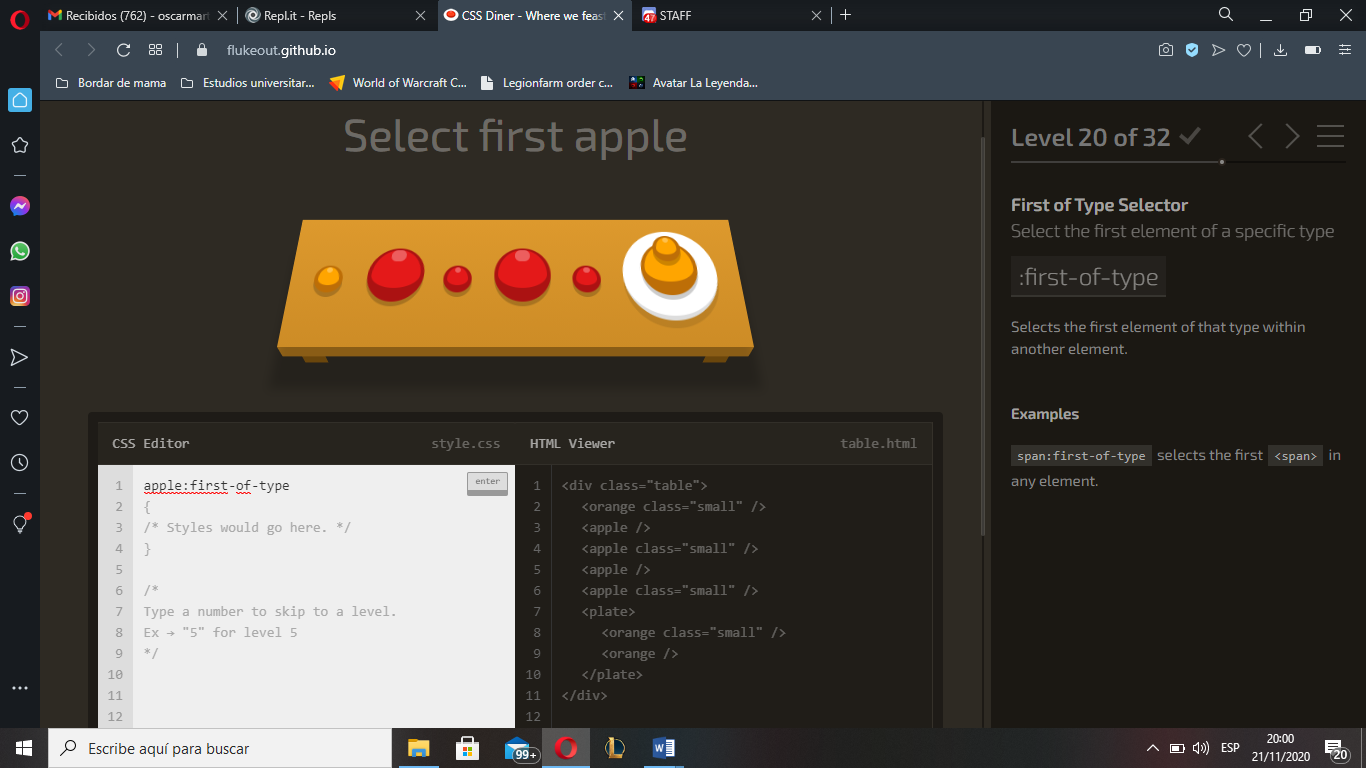 Recibidos (762) - oscarmar
Repl.it - Repls
CSS Diner - Where we feas
47 STAFF
flukeout.github.io
Bordar de mama
Estudios universitar...
World of Warcraft C...
Legionfarm order c...
Avatar La Leyenda...
Select first apple
CSS Editor
style.css
HTML Viewer
table.html
enter
1 apple:first-of-type
2 {
3 /* Styles would go here. */
4 }
5
6 /*
7 Type a number to skip to a level.
8 Ex → "5" for level 5
9 */
10
11
12
1 <div class="table">
2 <orange class="small" />
3 <apple />
4 <apple class="small" />
5 <apple />
6 <apple class="small" />
7 <plate>
8 <orange class="small" />
9 <orange />
10 </plate>
11 </div>
12
Level 20 of 32
First of Type Selector
Select the first element of a specific type
:first-of-type
Selects the first element of that type within
another element.
Examples
span:first-of-type selects the first <span> in
any element.
Escribe aquí para buscar
99+
ESP
20:00
21/11/2020
20